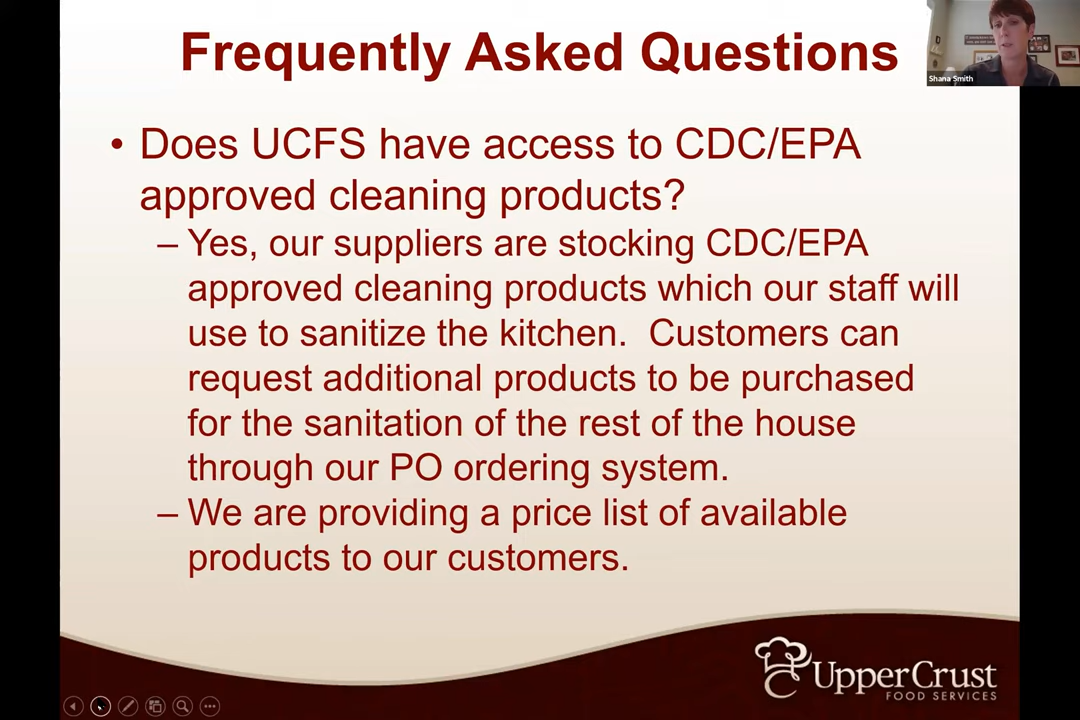 Frequently Asked Questions
Shana Smith
• Does UCFS have access to CDC/EPA
approved cleaning products?
– Yes, our suppliers are stocking CDC/EPA
approved cleaning products which our staff will
use to sanitize the kitchen.  Customers can
request additional products to be purchased
for the sanitation of the rest of the house
through our PO ordering system.
– We are providing a price list of available
products to our customers.
UpperCrust
FOOD SERVICES